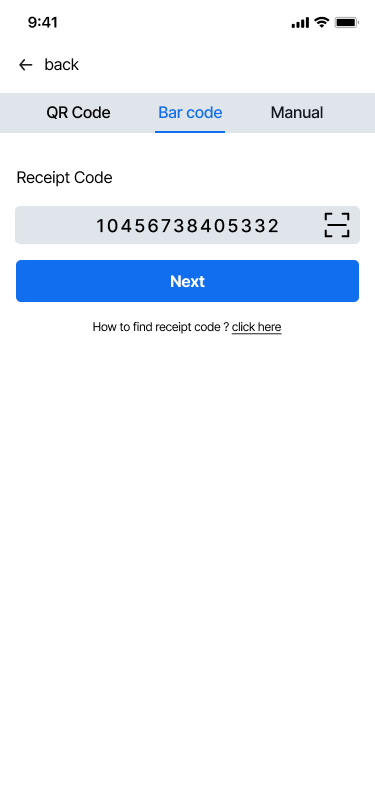 9:41
back
QR Code Bar code Manual
Receipt Code
10456738405332
Next
How to find receipt code ? click here